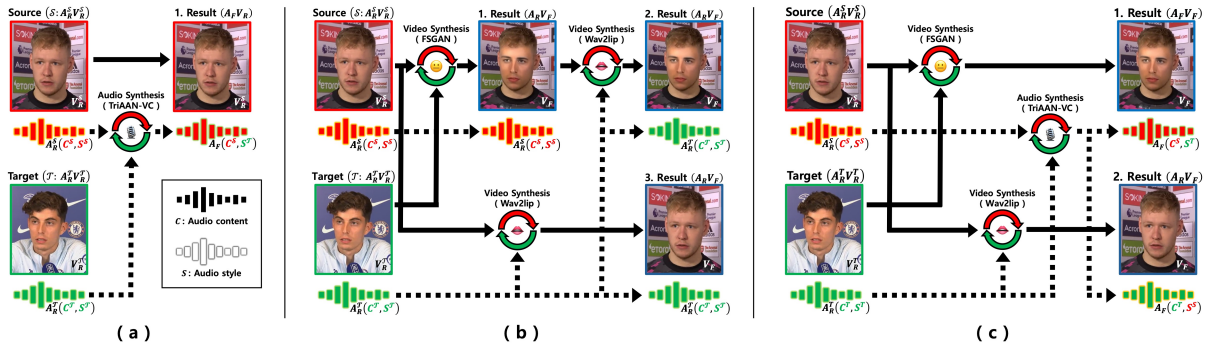 Source (𝒮: A_R^S V_R^S)
1. Result (A_F V_R)
SOKIN
Acron
εtoro
V_R^S
V_R^S
Audio Synthesis
( TriAAN-VC )
A_R^S(C^S, S^S)
A_F(C^S, S^T)
Target (𝒯: A_R^T V_R^T)
V_R^T
A_R^T(C^T, S^T)
C : Audio content
S : Audio style
( a )
Source (𝒮: A_R^S V_R^S)
Video Synthesis
( FSGAN )
1. Result (A_R V_F)
Video Synthesis
( Wav2lip )
2. Result (A_R V_F)
V_R^S
V_F
V_F
A_R^S(C^S, S^S)
A_R^S(C^S, S^S)
A_R^T(C^T, S^T)
Target (𝒯: A_R^T V_R^T)
Video Synthesis
( Wav2lip )
3. Result (A_R V_F)
V_R^T
V_F
A_R^T(C^T, S^T)
A_R^T(C^T, S^T)
( b )
Source (A_R^S V_R^S)
Video Synthesis
( FSGAN )
1. Result (A_F V_F)
V_R^S
V_F
Audio Synthesis
( TriAAN-VC )
A_R^S(C^S, S^S)
A_F(C^S, S^T)
Target (A_R^T V_R^T)
Video Synthesis
( Wav2lip )
2. Result (A_R V_F)
V_R^T
V_F
A_R^T(C^T, S^T)
A_F(C^T, S^S)
( c )